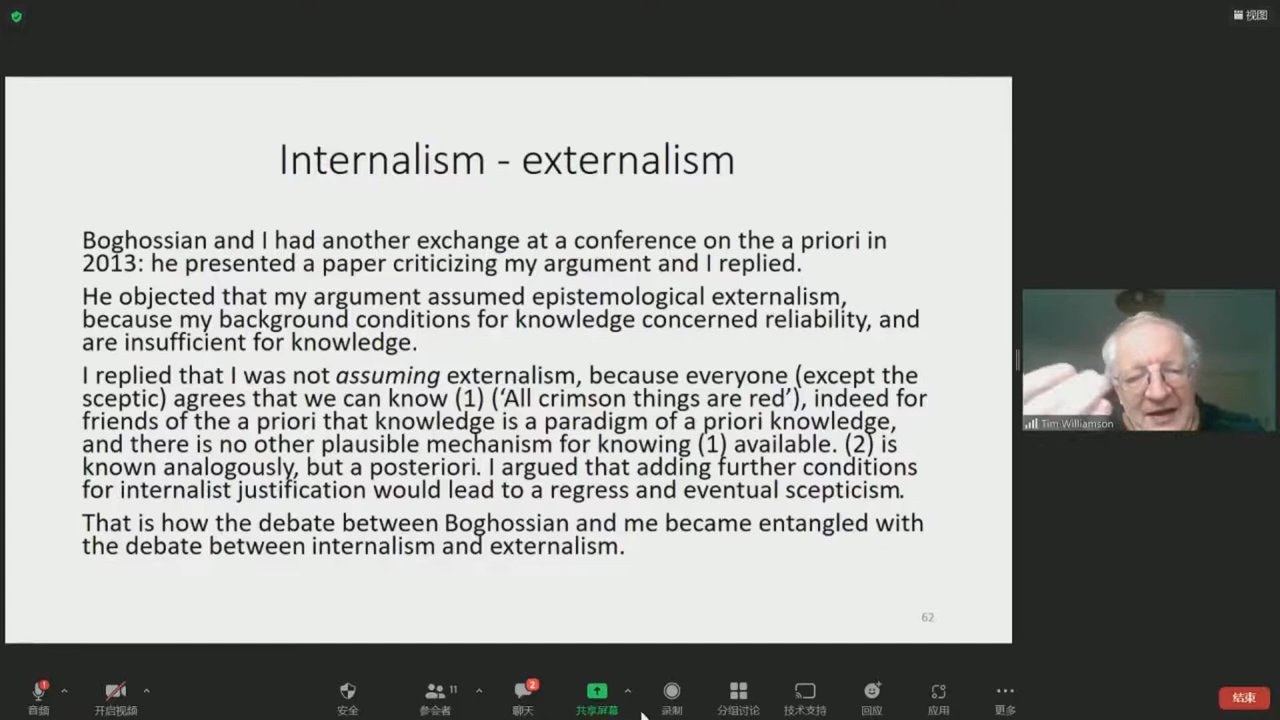 视图
Internalism - externalism
Boghossian and I had another exchange at a conference on the a priori in
2013: he presented a paper criticizing my argument and I replied.
He objected that my argument assumed epistemological externalism,
because my background conditions for knowledge concerned reliability, and
are insufficient for knowledge.
I replied that I was not assuming externalism, because everyone (except the
sceptic) agrees that we can know (1) (‘All crimson things are red’), indeed for
friends of the a priori that knowledge is a paradigm of a priori knowledge,
and there is no other plausible mechanism for knowing (1) available. (2) is
known analogously, but a posteriori. I argued that adding further conditions
for internalist justification would lead to a regress and eventual scepticism.
That is how the debate between Boghossian and me became entangled with
the debate between internalism and externalism.
62
Tim Williamson
11
2
音频
开启视频
安全
参会者
聊天
共享屏幕
录制
分组讨论
技术支持
回应
应用
更多
结束